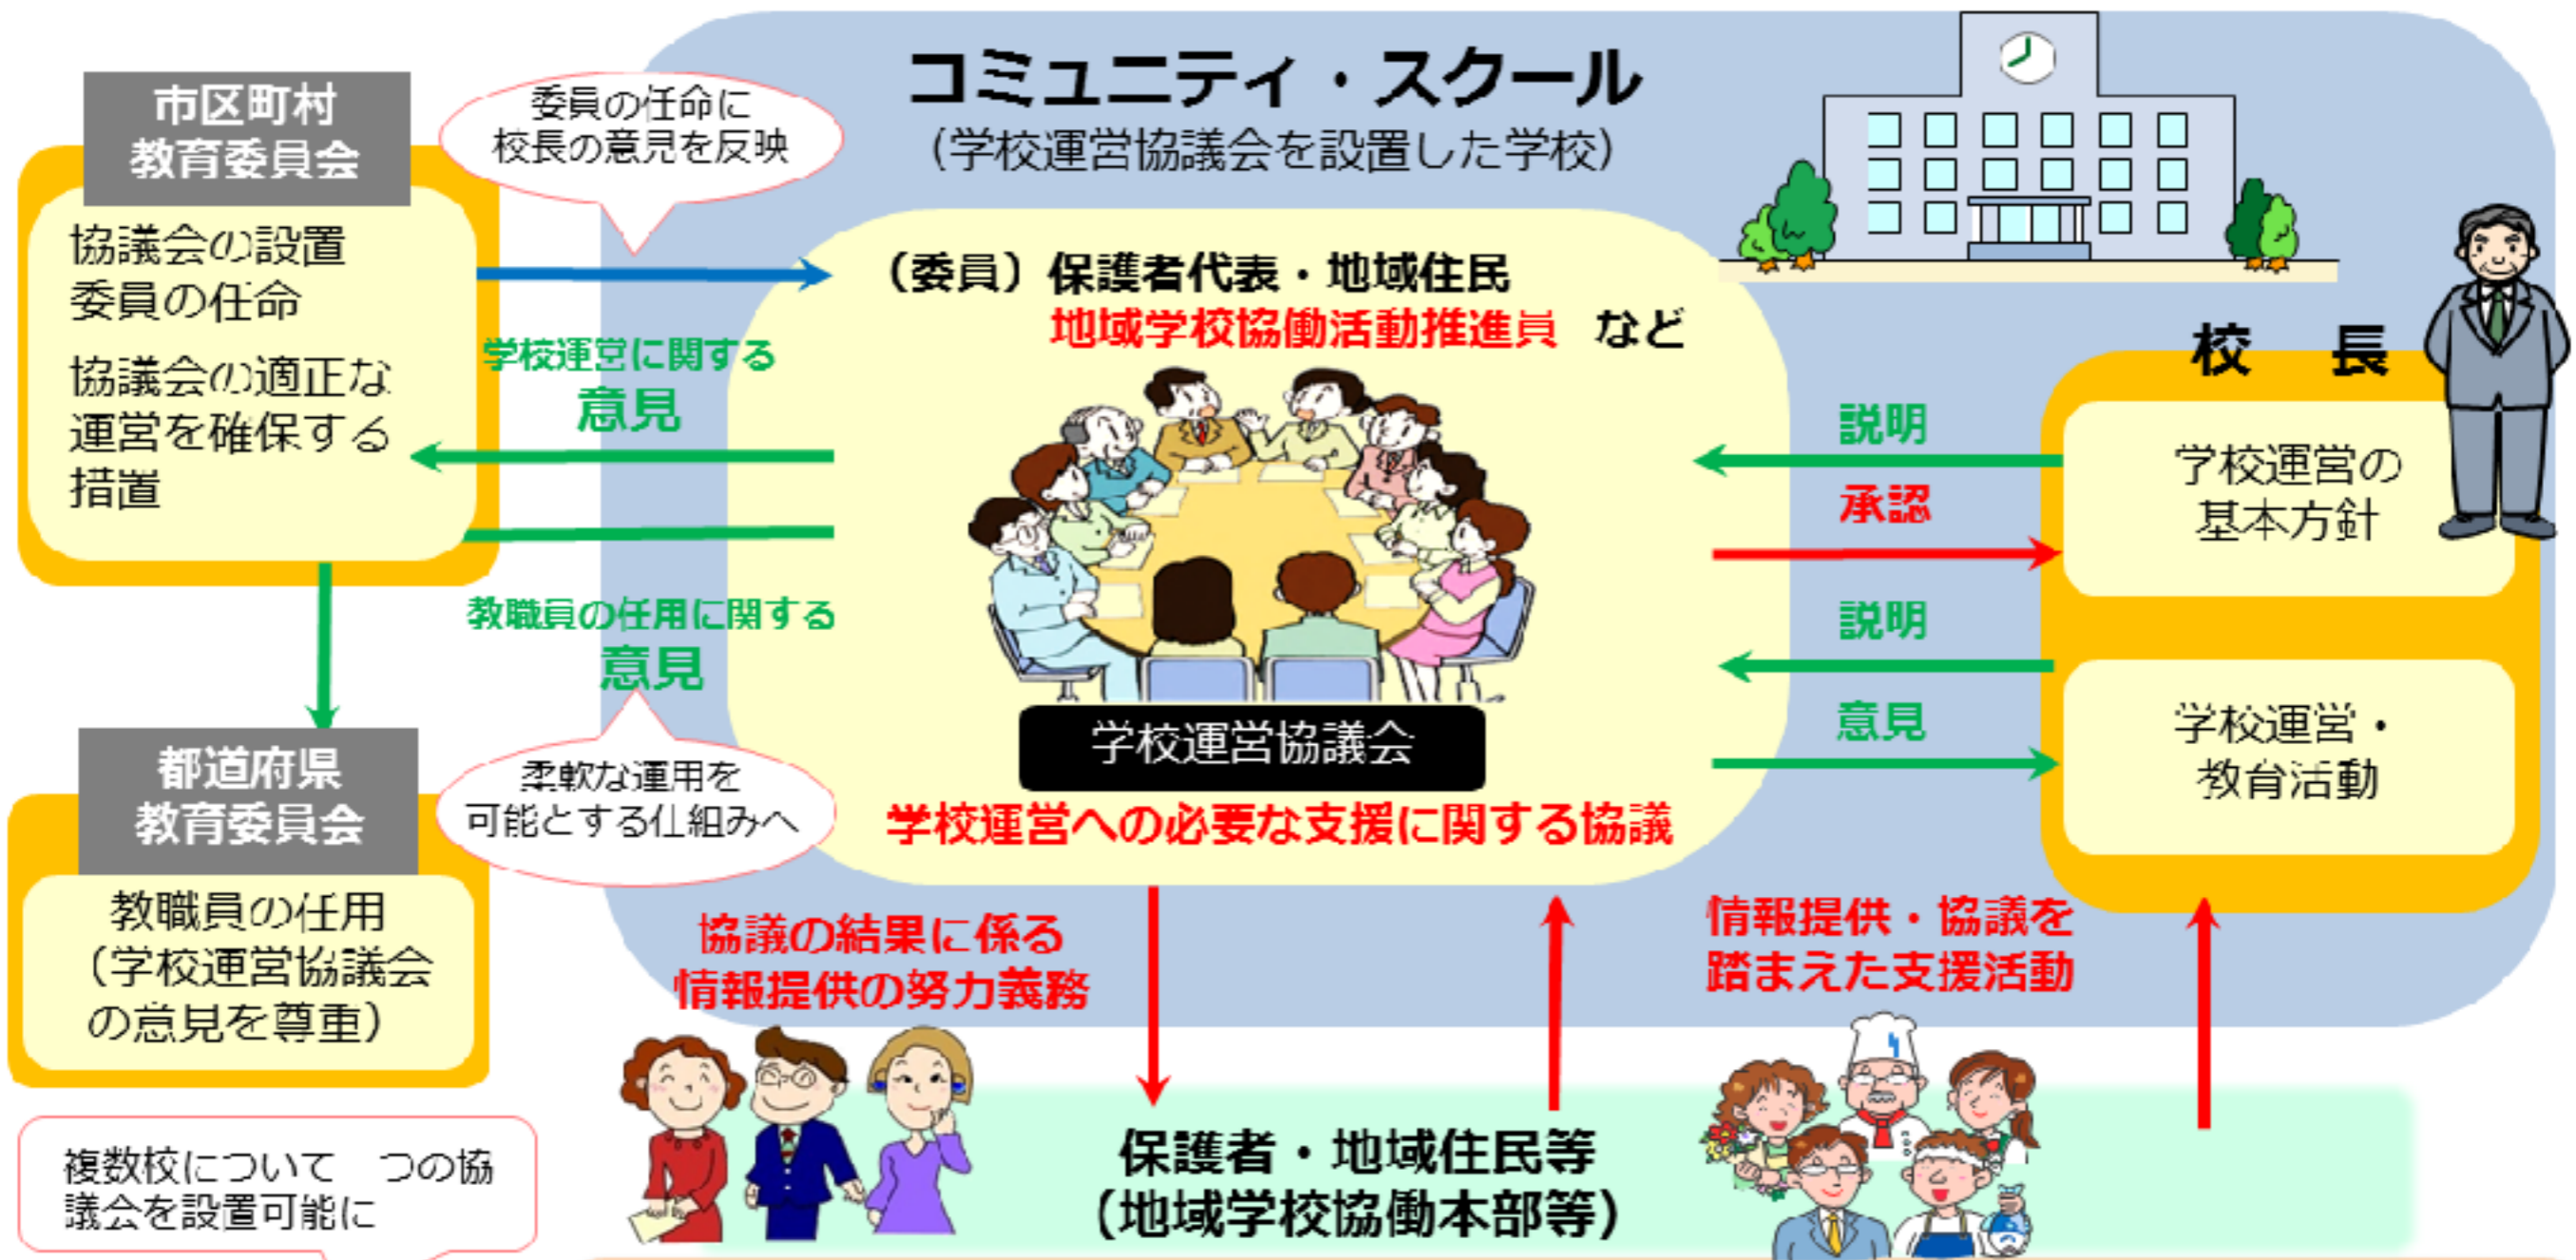 コミュニティ・スクール
（学校運営協議会を設置した学校）
市区町村
教育委員会
協議会の設置
委員の任命
協議会の適正な
運営を確保する
措置
委員の任命に
校長の意見を反映
学校運営に関する
意見
教職員の任用に関する
意見
柔軟な運用を
可能とする仕組みへ
都道府県
教育委員会
教職員の任用
（学校運営協議会
の意見を尊重）
複数校について　つの協
議会を設置可能に
（委員）保護者代表・地域住民
地域学校協働活動推進員　など
学校運営協議会
学校運営への必要な支援に関する協議
校　長
説明
承認
学校運営の
基本方針
説明
意見
学校運営・
教育活動
協議の結果に係る
情報提供の努力義務
情報提供・協議を
踏まえた支援活動
保護者・地域住民等
（地域学校協働本部等）